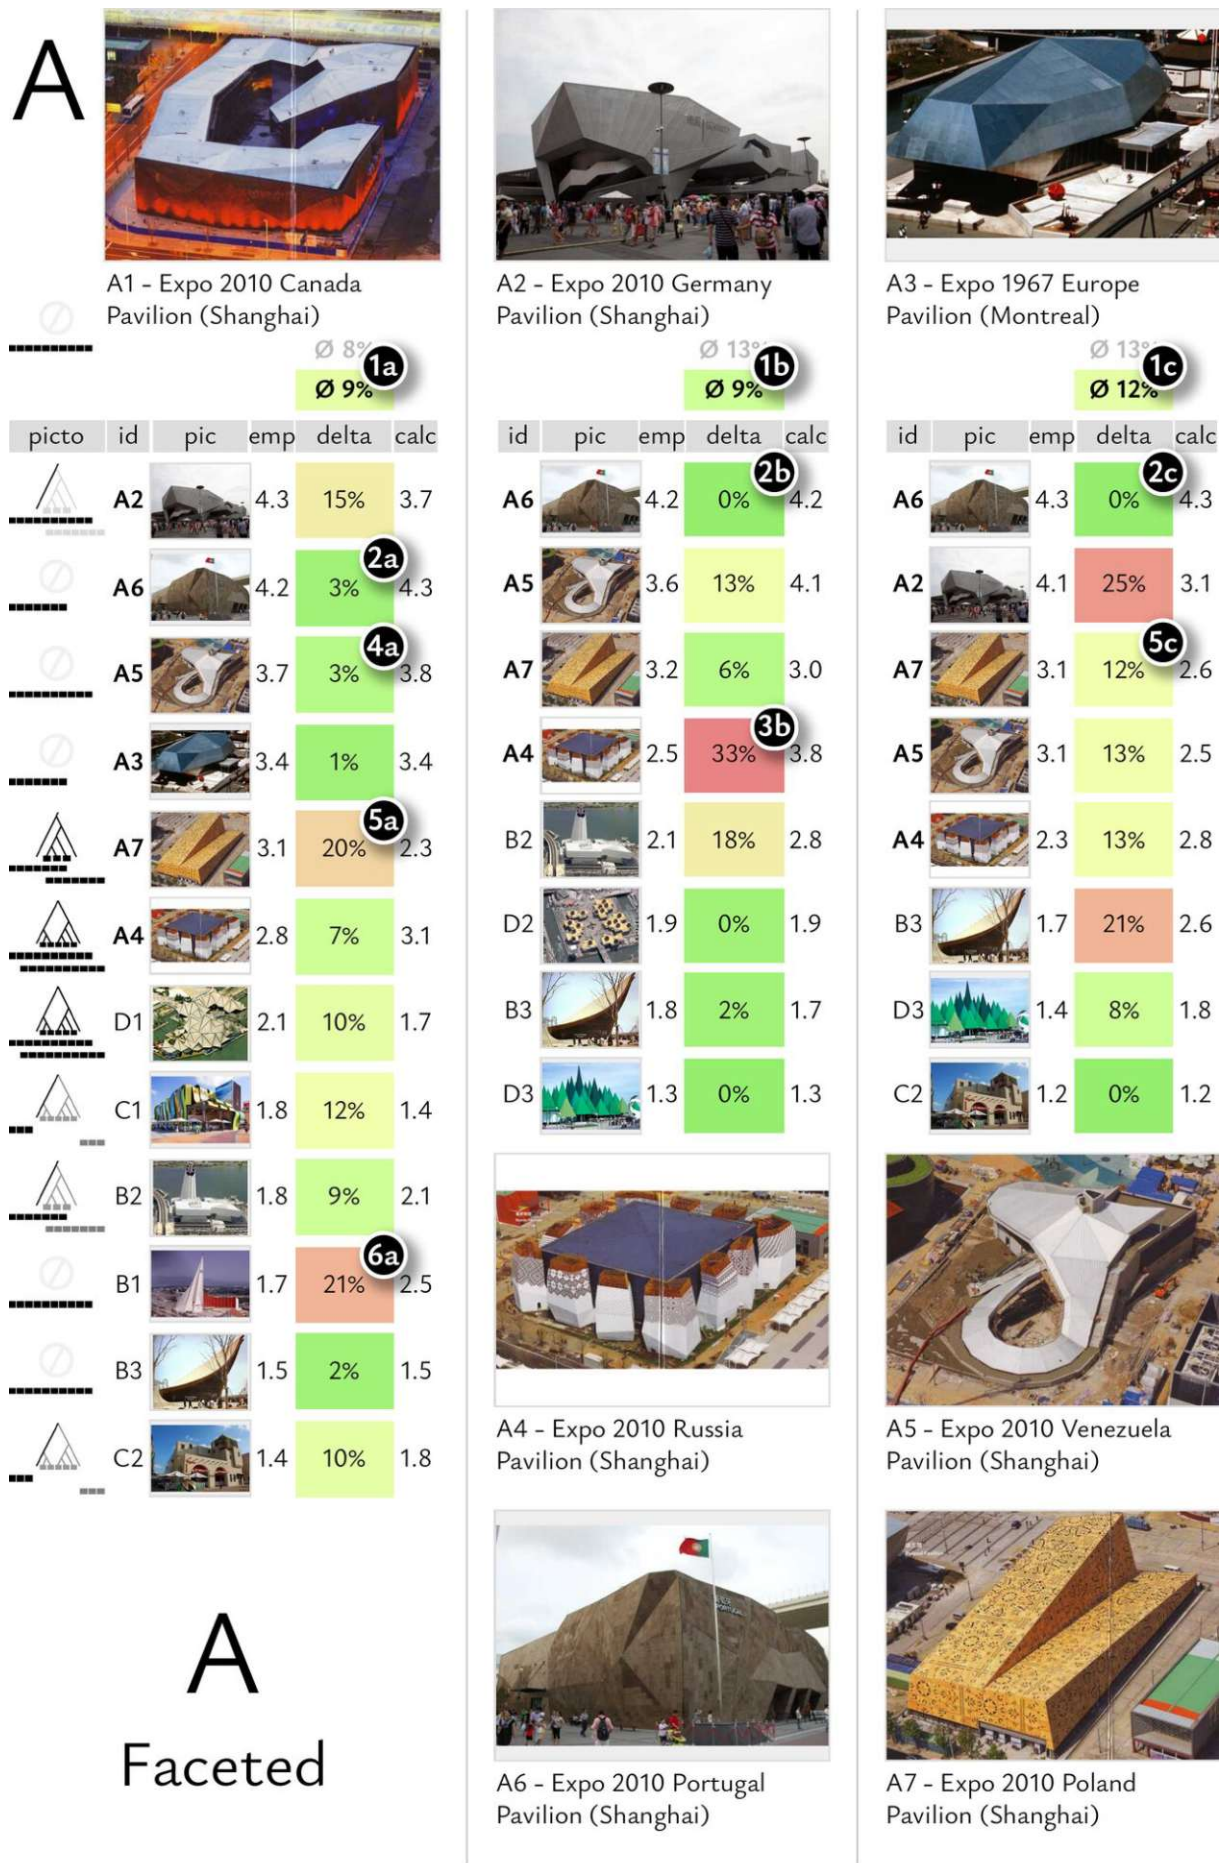 A
A1 - Expo 2010 Canada
Pavilion (Shanghai)
Ø 8%
1a
Ø 9%
picto id pic emp delta calc
A2 4.3 15% 3.7
2a
A6 4.2 3% 4.3
4a
A5 3.7 3% 3.8
A3 3.4 1% 3.4
5a
A7 3.1 20% 2.3
A4 2.8 7% 3.1
D1 2.1 10% 1.7
C1 1.8 12% 1.4
B2 1.8 9% 2.1
6a
B1 1.7 21% 2.5
B3 1.5 2% 1.5
C2 1.4 10% 1.8
A
Faceted
A2 - Expo 2010 Germany
Pavilion (Shanghai)
Ø 13%
1b
Ø 9%
id pic emp delta calc
2b
A6 4.2 0% 4.2
A5 3.6 13% 4.1
A7 3.2 6% 3.0
3b
A4 2.5 33% 3.8
B2 2.1 18% 2.8
D2 1.9 0% 1.9
B3 1.8 2% 1.7
D3 1.3 0% 1.3
A4 - Expo 2010 Russia
Pavilion (Shanghai)
PORTUGAL
A6 - Expo 2010 Portugal
Pavilion (Shanghai)
A3 - Expo 1967 Europe
Pavilion (Montreal)
Ø 13%
1c
Ø 12%
id pic emp delta calc
2c
A6 4.3 0% 4.3
A2 4.1 25% 3.1
5c
A7 3.1 12% 2.6
A5 3.1 13% 2.5
A4 2.3 13% 2.8
B3 1.7 21% 2.6
D3 1.4 8% 1.8
C2 1.2 0% 1.2
A5 - Expo 2010 Venezuela
Pavilion (Shanghai)
A7 - Expo 2010 Poland
Pavilion (Shanghai)